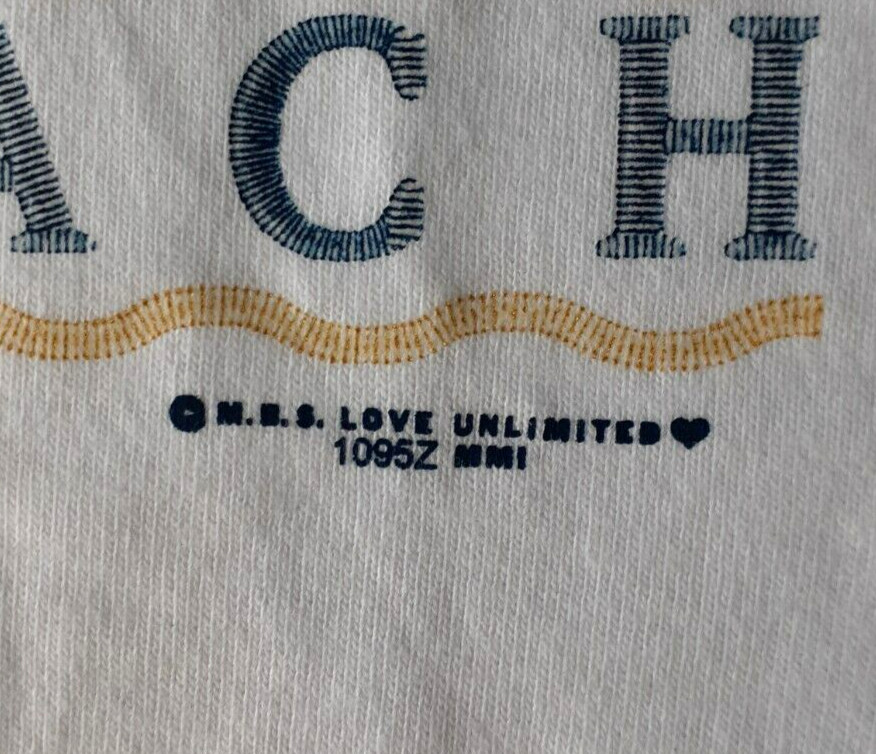 ACH
© M.B.S. LOVE UNLIMITED♥
1095Z MMI